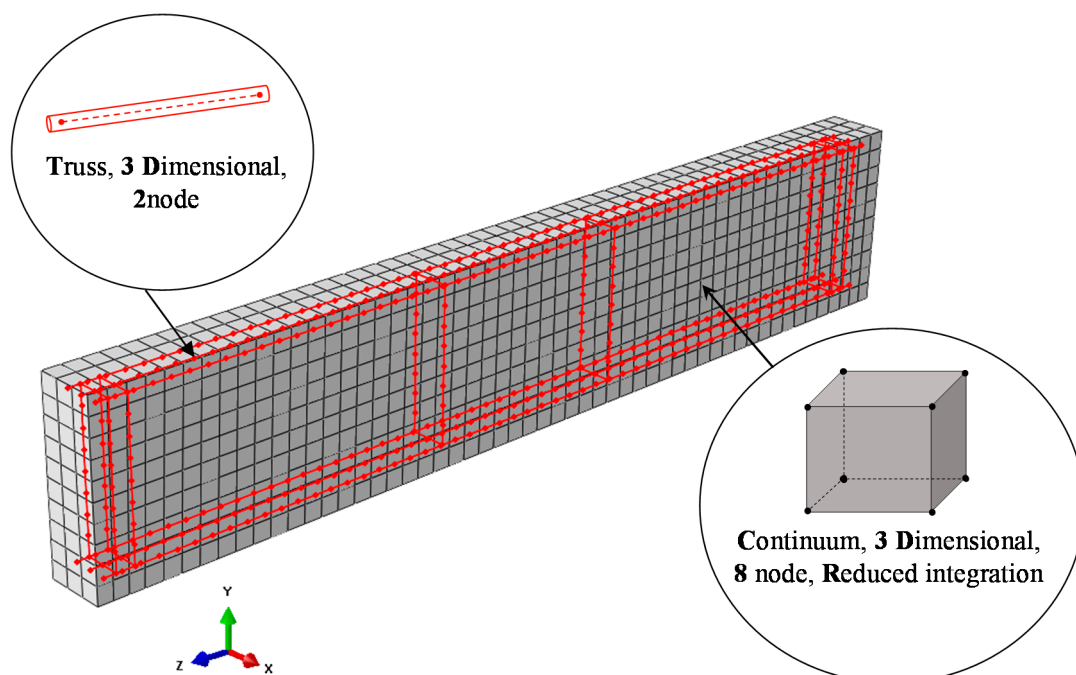 Truss, 3 Dimensional,
2node
Continuum, 3 Dimensional,
8 node, Reduced integration
Y
Z
X